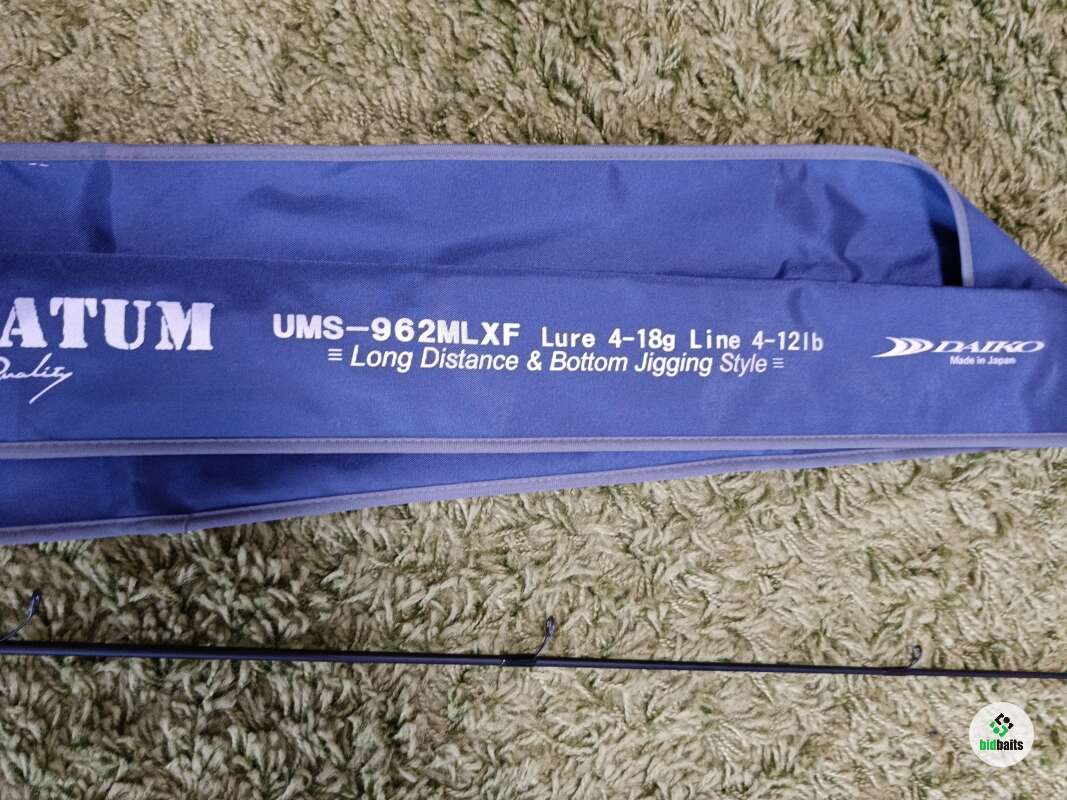 ATUM
Quality
UMS-962MLXF Lure 4-18g Line 4-12lb
≡ Long Distance & Bottom Jigging Style ≡
DAIKO
Made in Japan
bidbaits